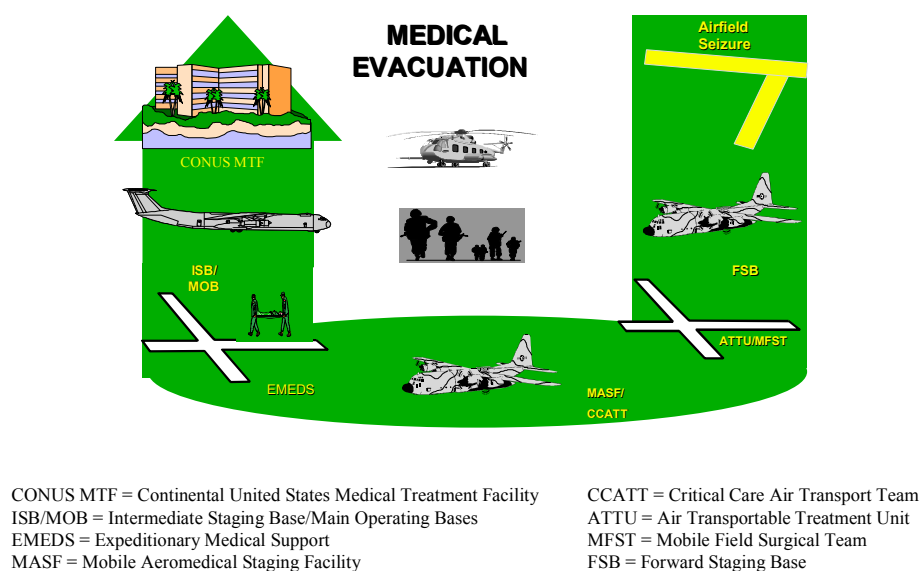 MEDICAL
EVACUATION
Airfield
Seizure
CONUS MTF
ISB/
MOB
FSB
ATTU/MFST
EMEDS
MASF/
CCATT
CONUS MTF = Continental United States Medical Treatment Facility
ISB/MOB = Intermediate Staging Base/Main Operating Bases
EMEDS = Expeditionary Medical Support
MASF = Mobile Aeromedical Staging Facility
CCATT = Critical Care Air Transport Team
ATTU = Air Transportable Treatment Unit
MFST = Mobile Field Surgical Team
FSB = Forward Staging Base